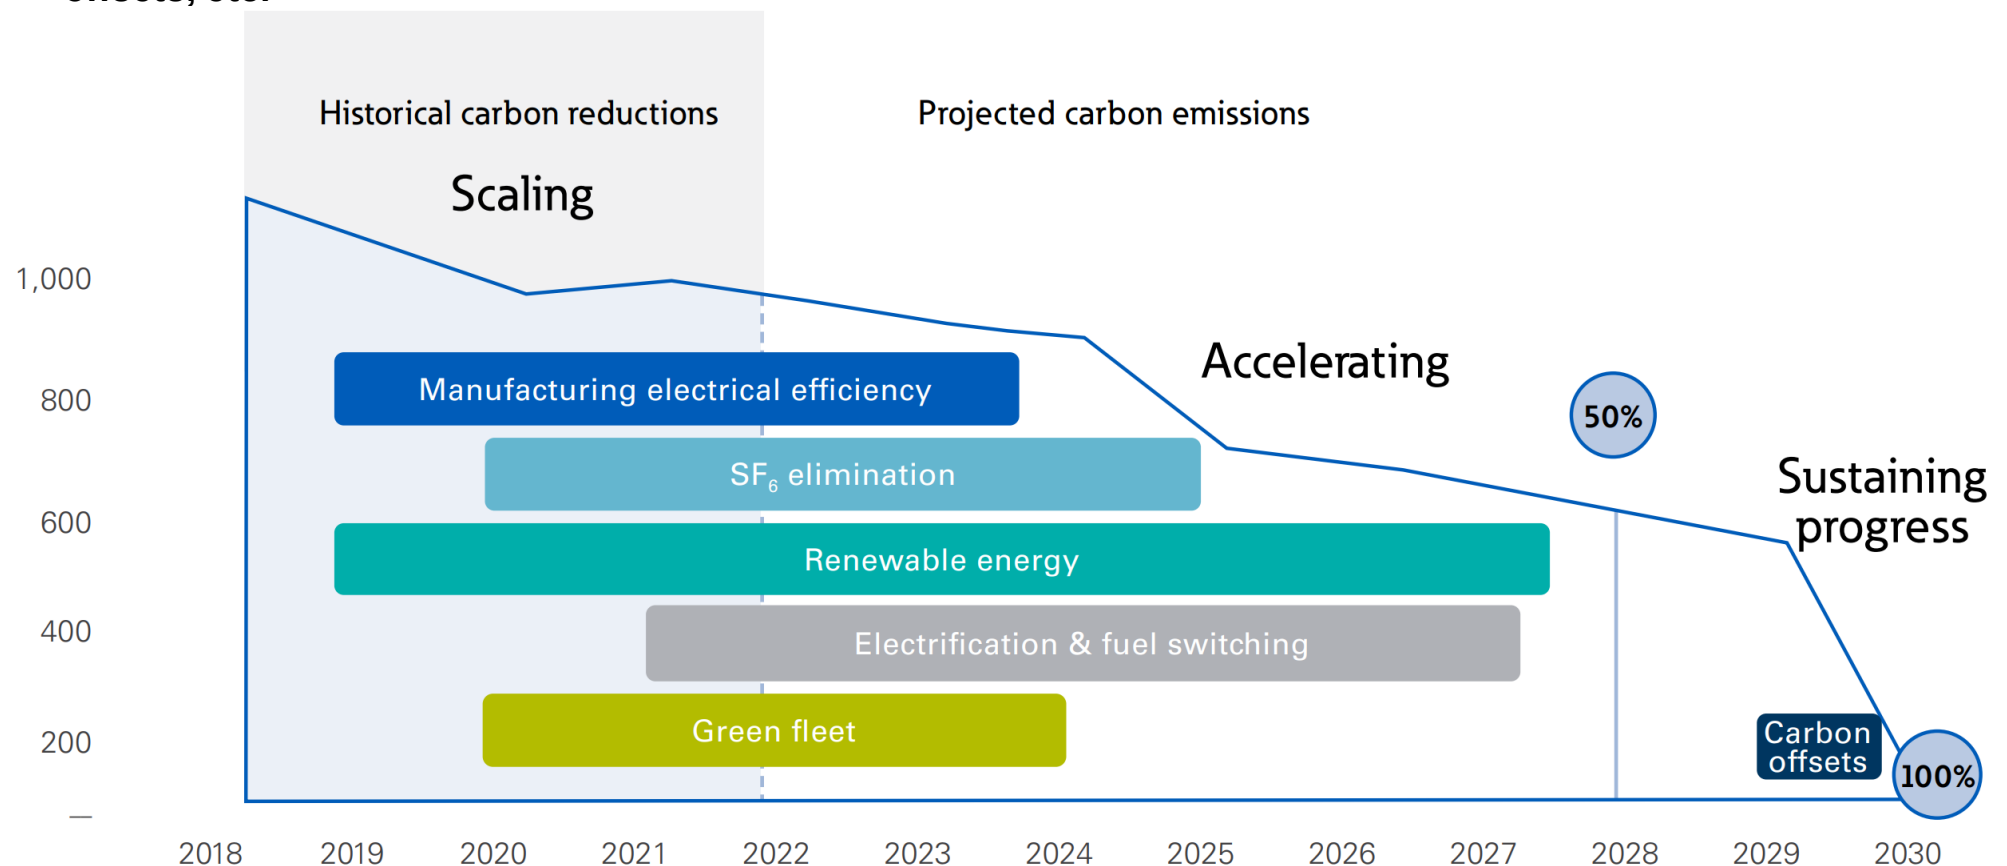 Historical carbon reductions
Projected carbon emissions
Scaling
1,000
Accelerating
Manufacturing electrical efficiency
800
50%
SF₆ elimination
Sustaining
progress
600
Renewable energy
400
Electrification & fuel switching
Green fleet
200
Carbon
offsets
100%
—
2018 2019 2020 2021 2022 2023 2024 2025 2026 2027 2028 2029 2030